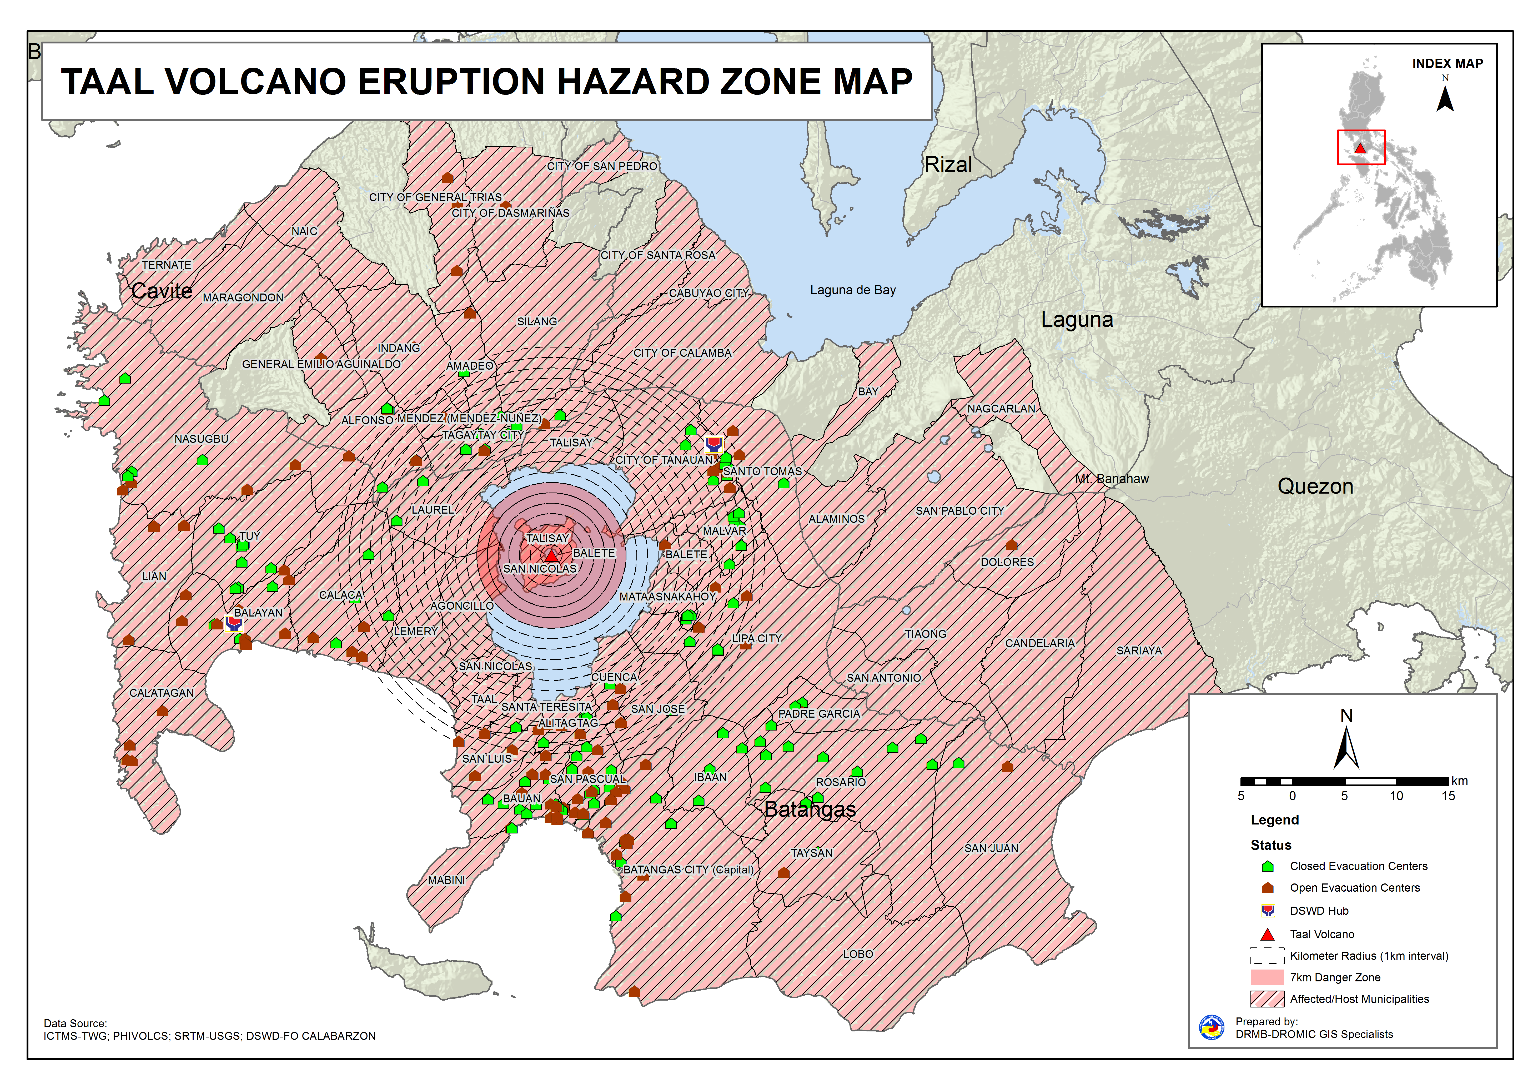 B
TAAL VOLCANO ERUPTION HAZARD ZONE MAP
INDEX MAP
N
Rizal
CITY OF SAN PEDRO
CITY OF GENERAL TRIAS
CITY OF DASMARIÑAS
NAIC
CITY OF SANTA ROSA
TERNATE
Cavite
MARAGONDON
CABUYAO CITY
Laguna de Bay
SILANG
Laguna
INDANG
CITY OF CALAMBA
GENERAL EMILIO AGUINALDO
AMADEO
BAY
NAGCARLAN
ALFONSO
MENDEZ (MENDEZ-NUÑEZ)
NASUGBU
TAGAYTAY CITY
TALISAY
CITY OF TANAUAN
SANTO TOMAS
Mt. Banahaw
Quezon
LAUREL
ALAMINOS
SAN PABLO CITY
TUY
TALISAY
MALVAR
BALETE
BALETE
DOLORES
SAN NICOLAS
LIAN
CALACA
MATAASNAKAHOY
AGONCILLO
BALAYAN
LEMERY
LIPA CITY
TIAONG
CANDELARIA
SARIAYA
SAN NICOLAS
CUENCA
SAN ANTONIO
CALATAGAN
TAAL
SANTA TERESITA
SAN JOSE
PADRE GARCIA
ALITAGTAG
SAN LUIS
SAN PASCUAL
IBAAN
ROSARIO
BAUAN
Batangas
TAYSAN
SAN JUAN
BATANGAS CITY (Capital)
MABINI
LOBO
N
km
5 0 5 10 15
Legend
Status
Closed Evacuation Centers
Open Evacuation Centers
DSWD Hub
Taal Volcano
Kilometer Radius (1km interval)
7km Danger Zone
Affected/Host Municipalities
Prepared by:
DRMB-DROMIC GIS Specialists
Data Source:
ICTMS-TWG; PHIVOLCS; SRTM-USGS; DSWD-FO CALABARZON